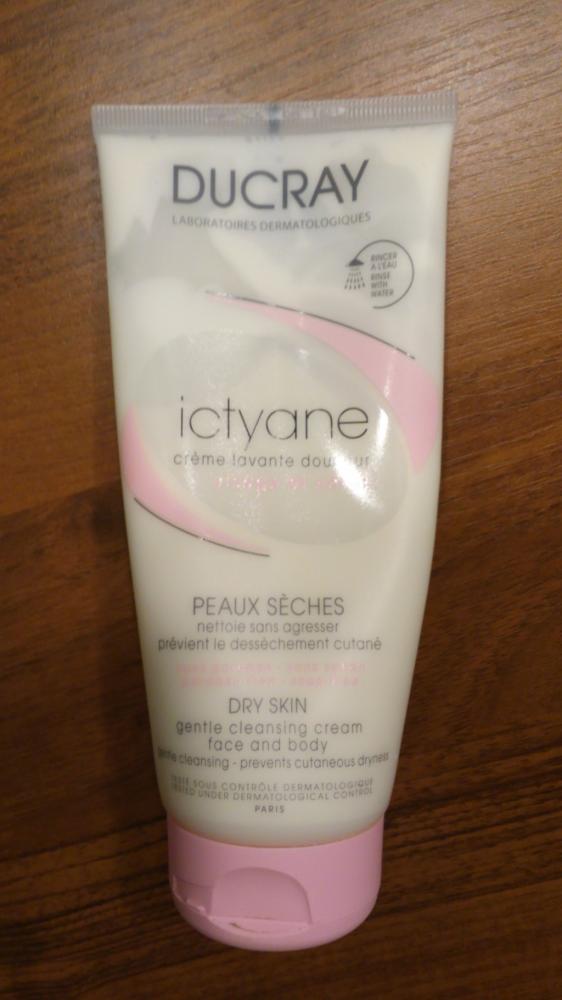 DUCRAY
LABORATOIRES DERMATOLOGIQUES
RINCER
A L'EAU
RINSE
WITH
WATER
ictyane
crème lavante douceur
PEAUX SÈCHES
nettoie sans agresser
prévient le dessèchement cutané
DRY SKIN
gentle cleansing cream
face and body
gentle cleansing - prevents cutaneous dryness
TESTÉ SOUS CONTRÔLE DERMATOLOGIQUE
TESTED UNDER DERMATOLOGICAL CONTROL
PARIS